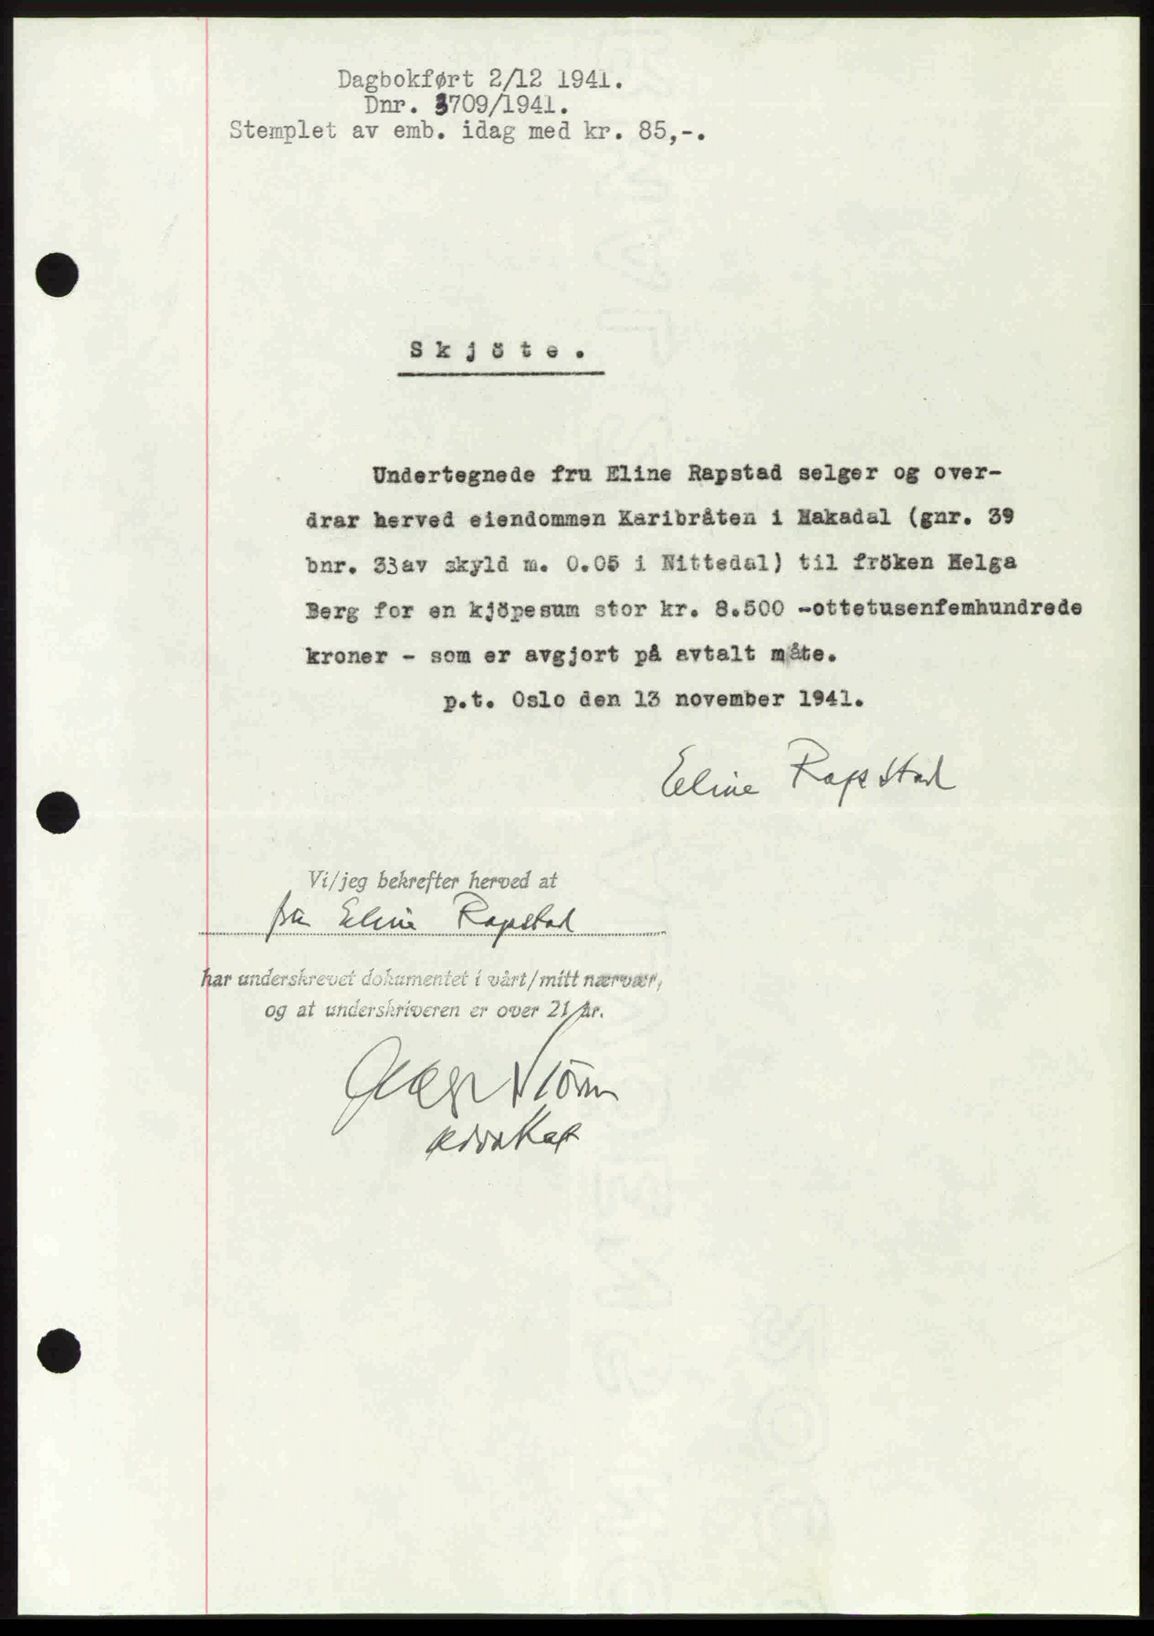 Dagbokført 2/12 1941.
Dnr. 3709/1941.
Stemplet av emb. idag med kr. 85,-.
Skjöte.
Undertegnede fru Eline Rapstad selger og over-
drar herved eiendommen Karibråten i Hakadal (gnr. 39
bnr. 33av skyld m. 0.05 i Nittedal) til fröken Helga
Berg for en kjöpesum stor kr. 8.500 -ottetusenfemhundrede
kroner - som er avgjort på avtalt måte.
p.t. Oslo den 13 november 1941.
Eline Rapstad
Vi/jeg bekrefter herved at
fru Eline Rapstad
har underskrevet dokumentet i vårt/mitt nærvær,
og at underskriveren er over 21 år.
advokat